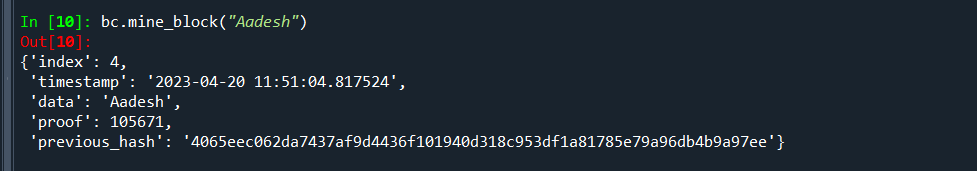 In [10]: bc.mine_block("Aadesh")
Out[10]:
{'index': 4,
 'timestamp': '2023-04-20 11:51:04.817524',
 'data': 'Aadesh',
 'proof': 105671,
 'previous_hash': '4065eec062da7437af9d4436f101940d318c953df1a81785e79a96db4b9a97ee'}